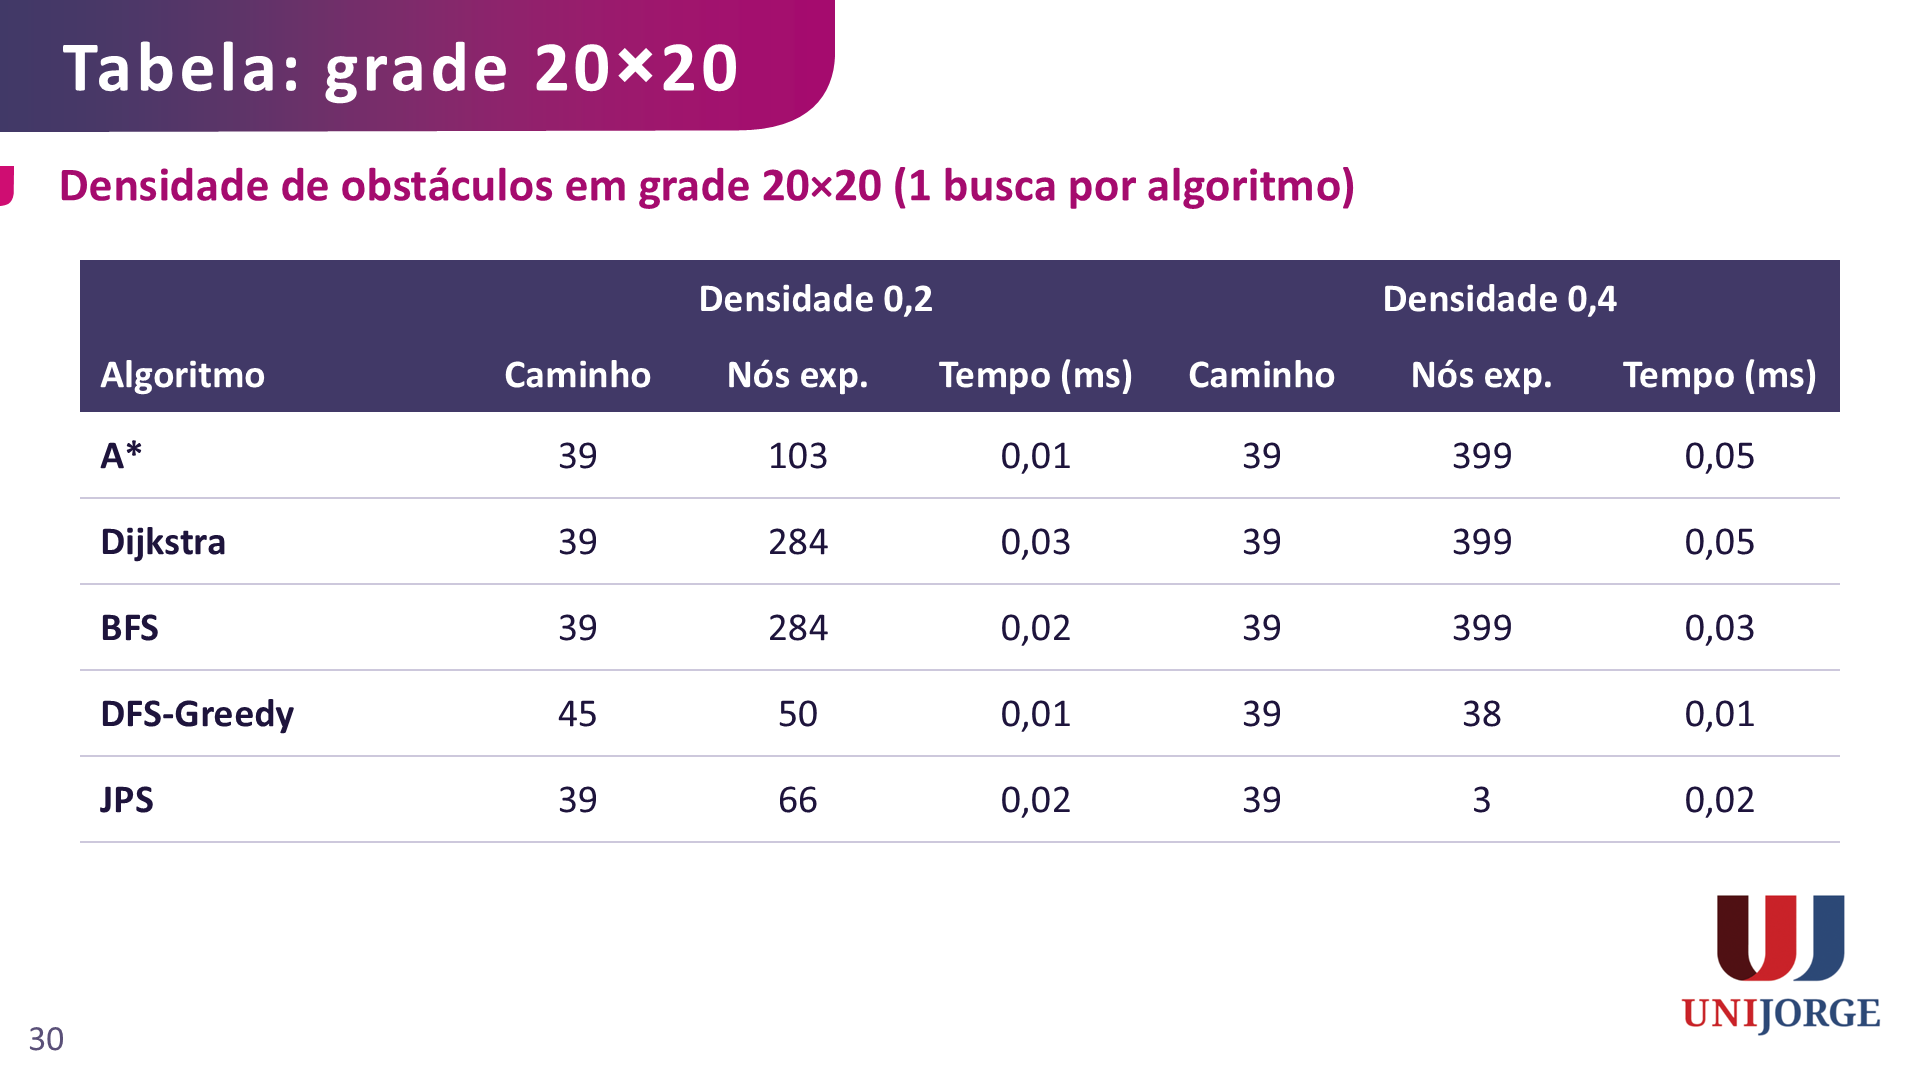 Tabela: grade 20×20
Densidade de obstáculos em grade 20×20 (1 busca por algoritmo)
Densidade 0,2 Densidade 0,4
Algoritmo Caminho Nós exp. Tempo (ms) Caminho Nós exp. Tempo (ms)
A* 39 103 0,01 39 399 0,05
Dijkstra 39 284 0,03 39 399 0,05
BFS 39 284 0,02 39 399 0,03
DFS-Greedy 45 50 0,01 39 38 0,01
JPS 39 66 0,02 39 3 0,02
UNIJORGE
30